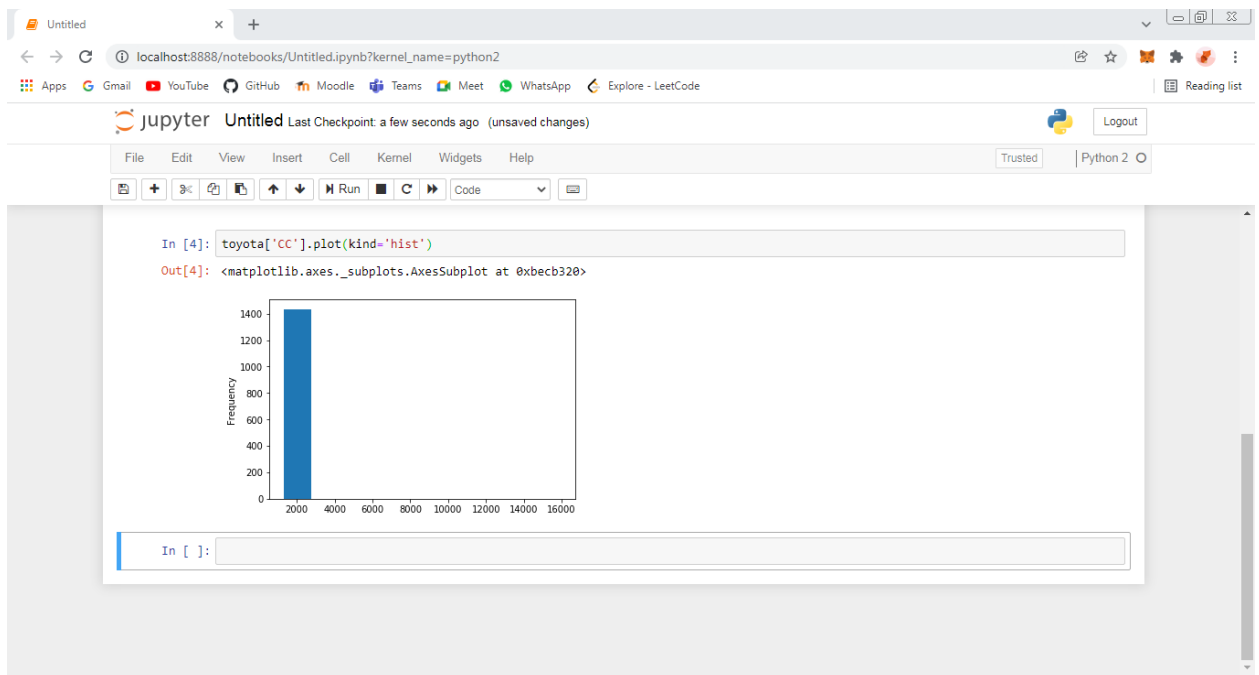 Untitled
localhost:8888/notebooks/Untitled.ipynb?kernel_name=python2
Apps Gmail YouTube GitHub Moodle Teams Meet WhatsApp Explore - LeetCode Reading list
jupyter Untitled Last Checkpoint: a few seconds ago (unsaved changes) Logout
File Edit View Insert Cell Kernel Widgets Help Trusted Python 2
Run Code
In [4]: toyota['CC'].plot(kind='hist')
Out[4]: <matplotlib.axes._subplots.AxesSubplot at 0xbecb320>
1400
1200
1000
800
600
400
200
0
Frequency
2000 4000 6000 8000 10000 12000 14000 16000
In [ ]: